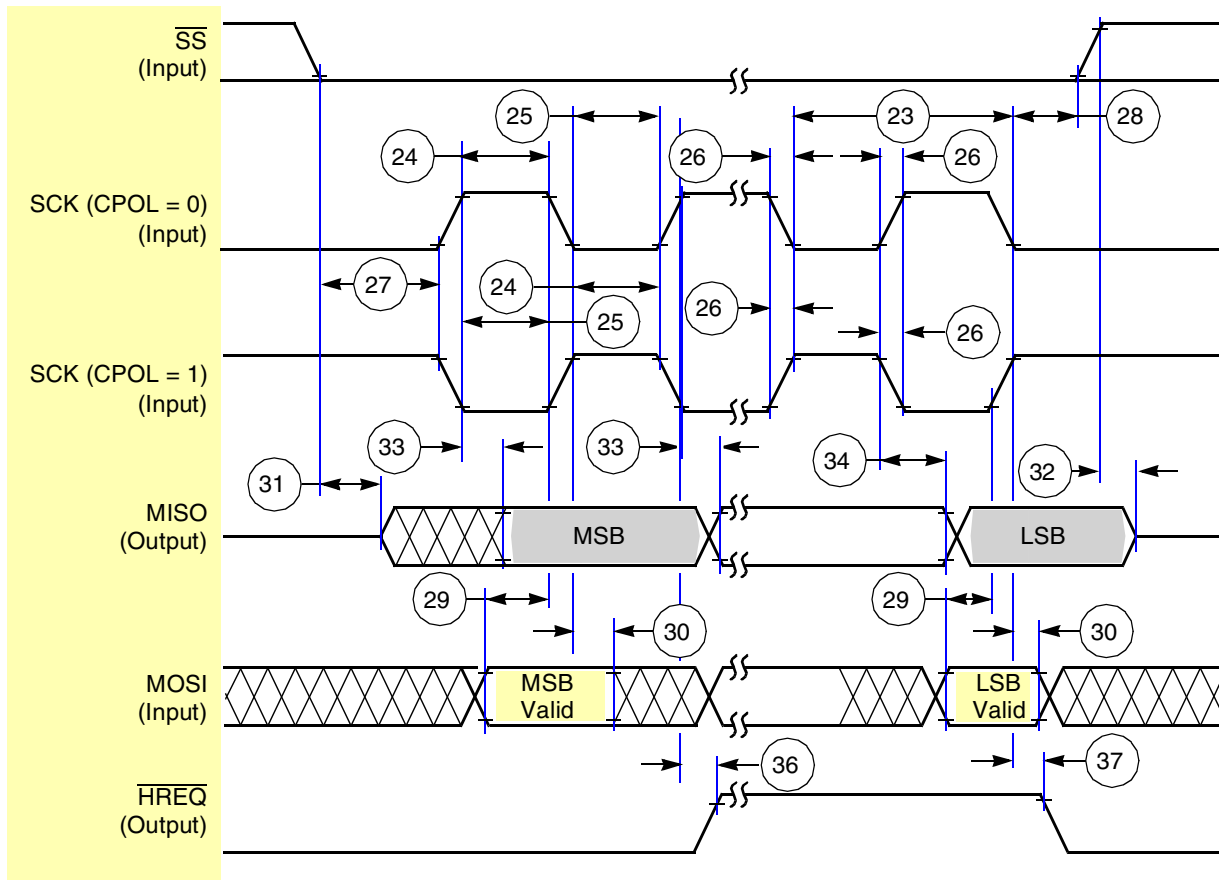 SS
(Input)
25
23
28
24
26
26
SCK (CPOL = 0)
(Input)
27
24
26
25
26
SCK (CPOL = 1)
(Input)
33
33
34
32
31
MISO
(Output)
MSB
LSB
29
29
30
30
MOSI
(Input)
MSB
Valid
LSB
Valid
36
37
HREQ
(Output)